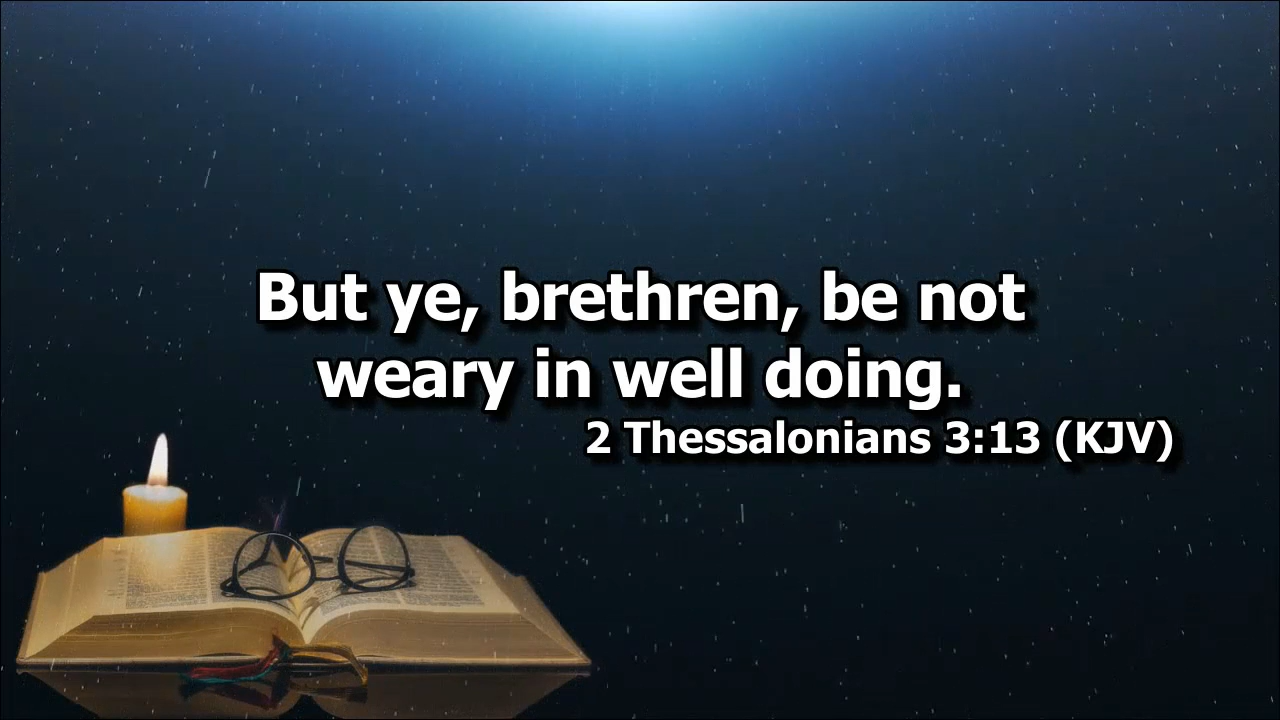 But ye, brethren, be not
weary in well doing.
2 Thessalonians 3:13 (KJV)